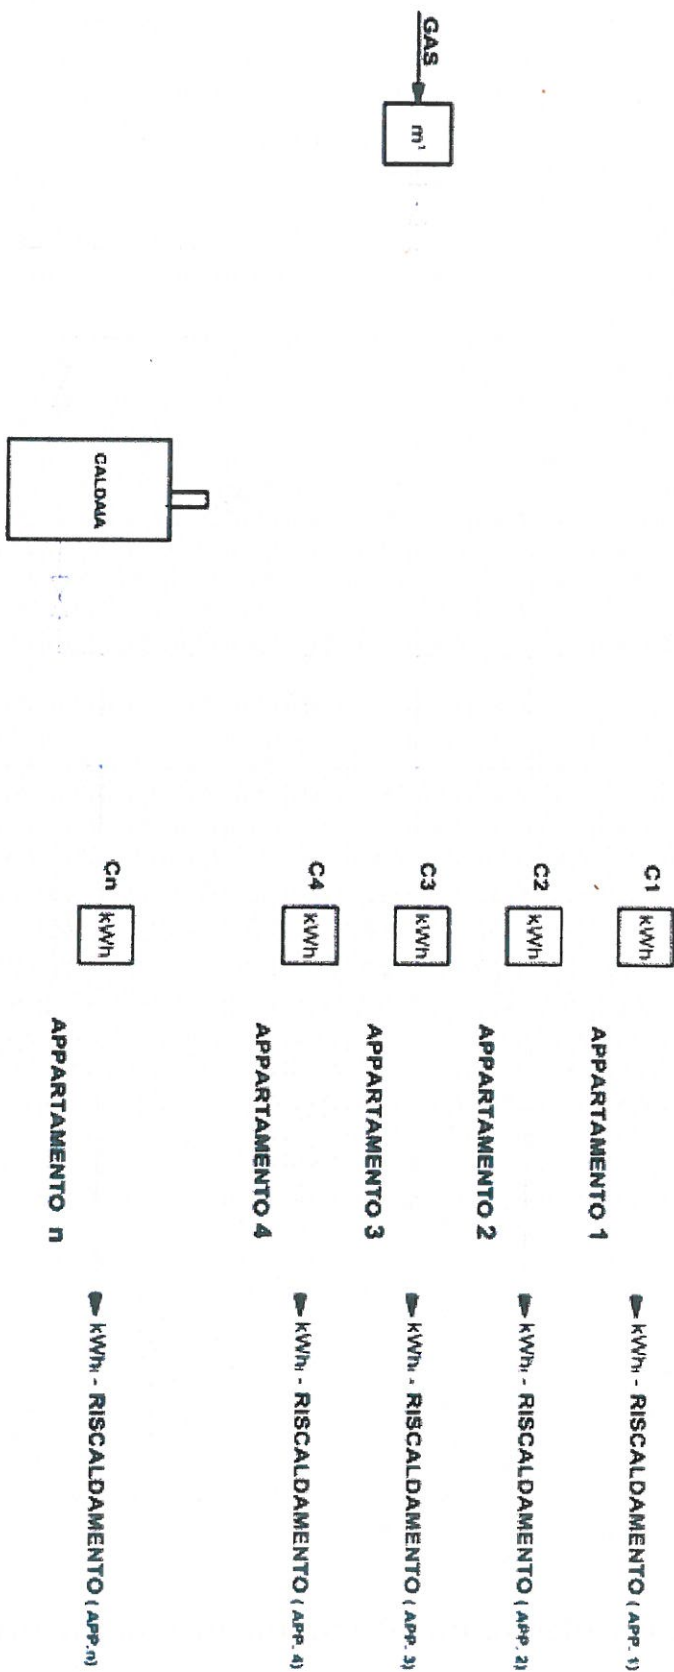 GAS
m³
CALDAIA
C1 kWh APPARTAMENTO 1 kWht - RISCALDAMENTO ( APP. 1)
C2 kWh APPARTAMENTO 2 kWht - RISCALDAMENTO ( APP. 2)
C3 kWh APPARTAMENTO 3 kWht - RISCALDAMENTO ( APP. 3)
C4 kWh APPARTAMENTO 4 kWht - RISCALDAMENTO ( APP. 4)
Cn kWh APPARTAMENTO n kWht - RISCALDAMENTO ( APP.n)